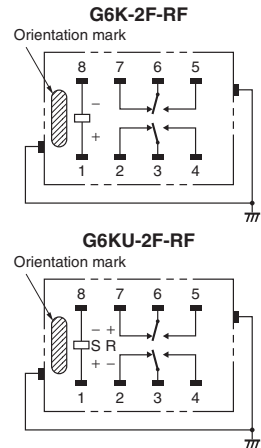 G6K-2F-RF
Orientation mark
8 7 6 5
−
+
1 2 3 4
G6KU-2F-RF
Orientation mark
8 7 6 5
− +
S R
+ −
1 2 3 4